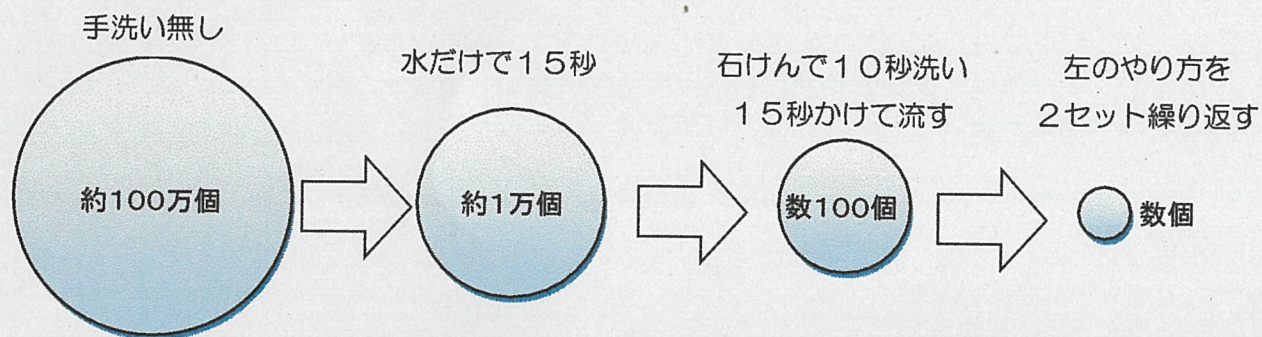 手洗い無し
約100万個
水だけで15秒
約1万個
石けんで10秒洗い
15秒かけて流す
数100個
左のやり方を
2セット繰り返す
数個